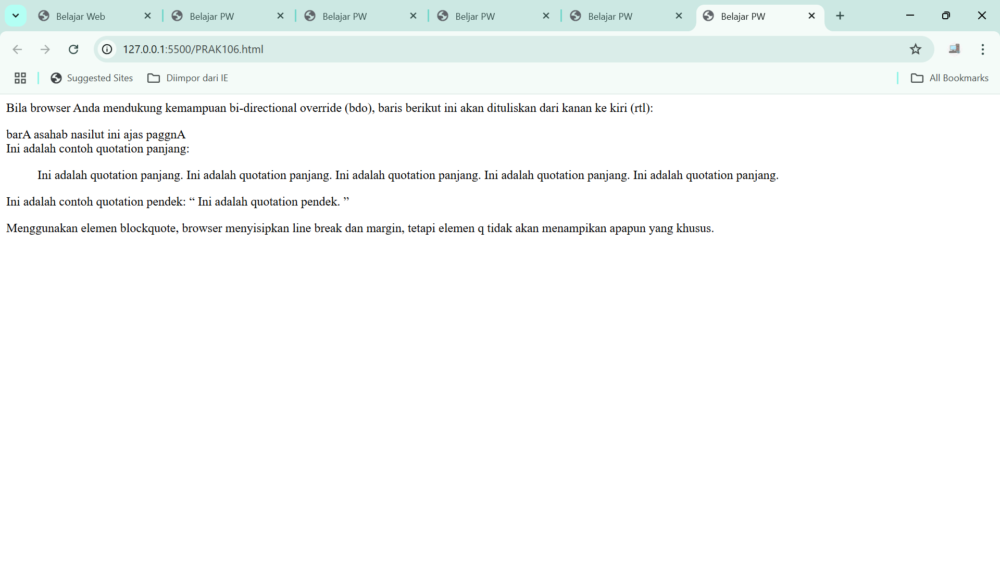 Belajar Web
Belajar PW
Belajar PW
Beljar PW
Belajar PW
Belajar PW
127.0.0.1:5500/PRAK106.html
Suggested Sites
Diimpor dari IE
All Bookmarks
Bila browser Anda mendukung kemampuan bi-directional override (bdo), baris berikut ini akan dituliskan dari kanan ke kiri (rtl):
barA asahab nasilut ini ajas paggnA
Ini adalah contoh quotation panjang:
Ini adalah quotation panjang. Ini adalah quotation panjang. Ini adalah quotation panjang. Ini adalah quotation panjang. Ini adalah quotation panjang.
Ini adalah contoh quotation pendek: “ Ini adalah quotation pendek. ”
Menggunakan elemen blockquote, browser menyisipkan line break dan margin, tetapi elemen q tidak akan menampikan apapun yang khusus.